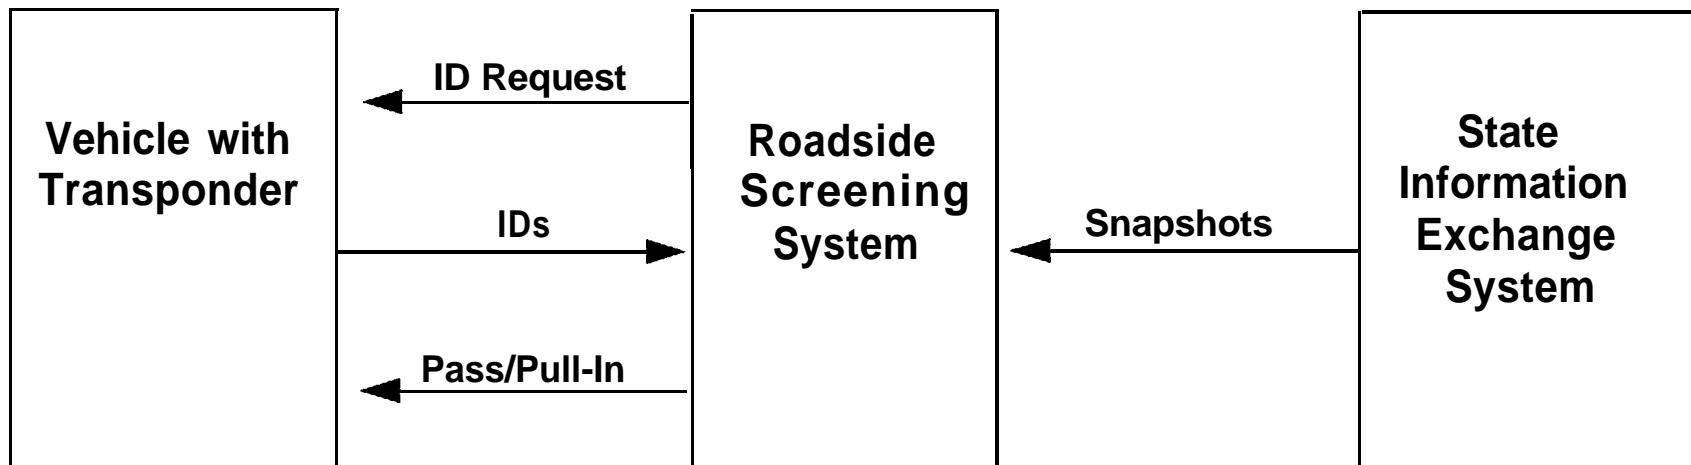 Vehicle with
Transponder
ID Request
IDs
Pass/Pull-In
Roadside
Screening
System
Snapshots
State
Information
Exchange
System